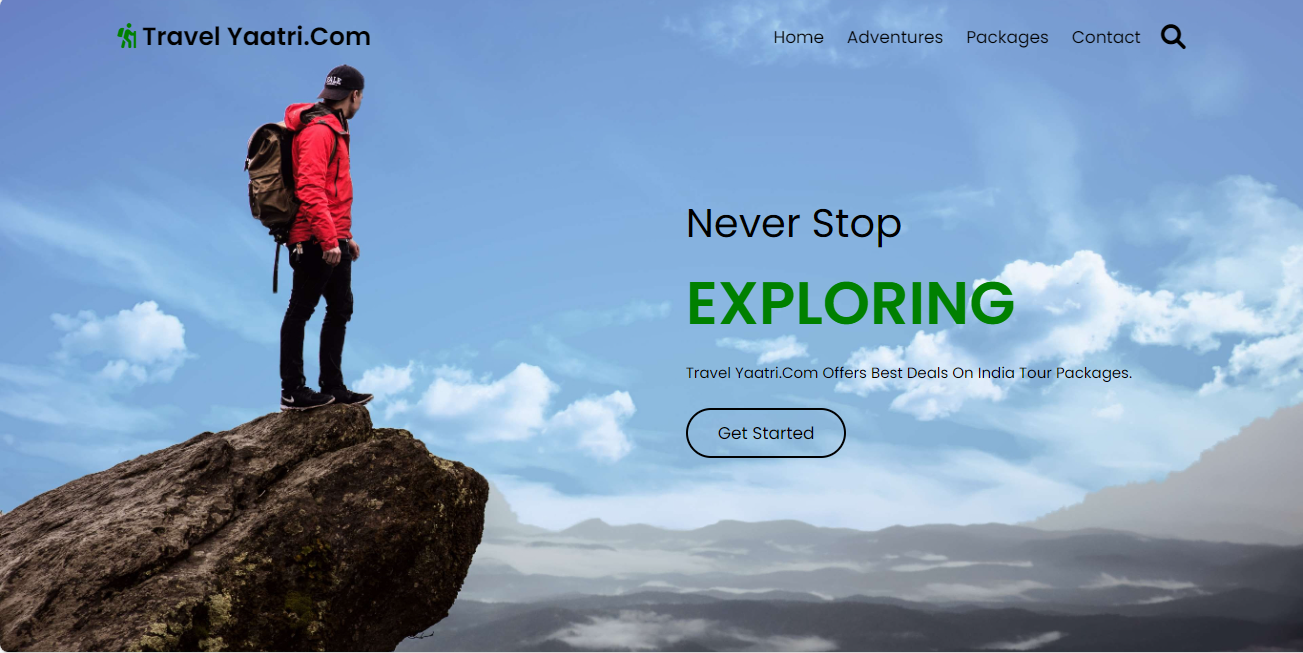 Travel Yaatri.Com
Home Adventures Packages Contact
Never Stop
EXPLORING
Travel Yaatri.Com Offers Best Deals On India Tour Packages.
Get Started